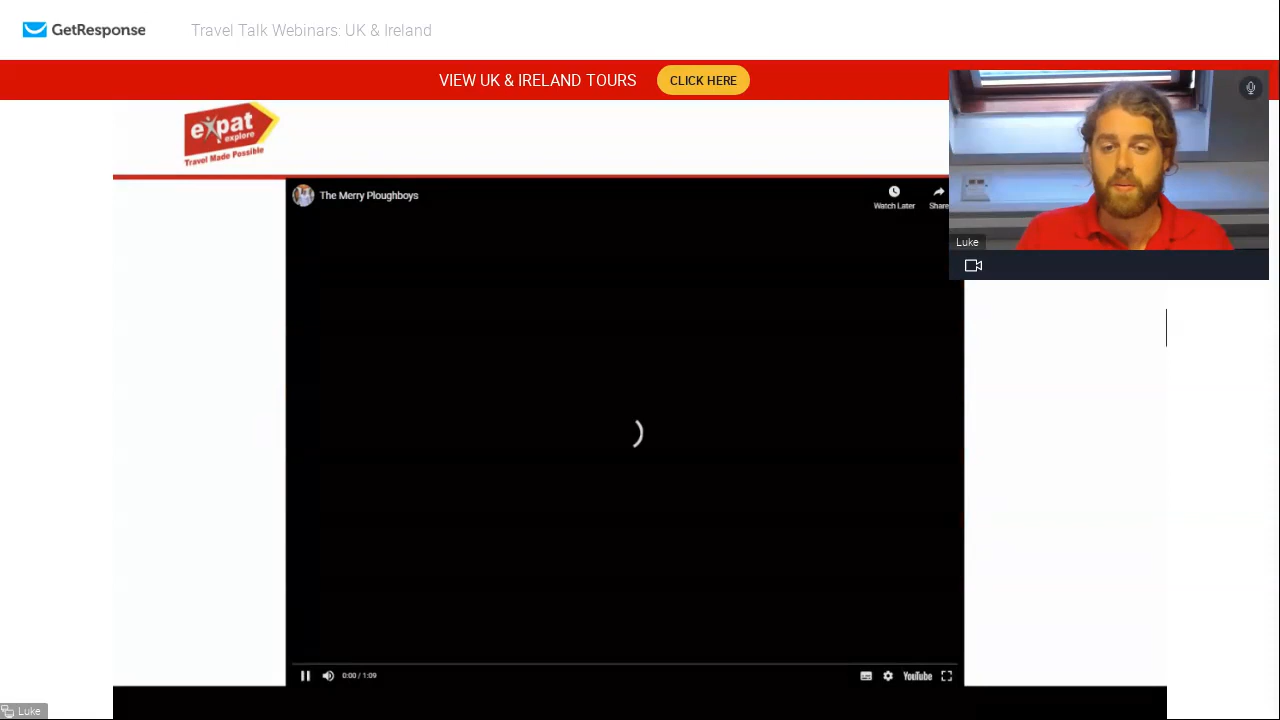 GetResponse
Travel Talk Webinars: UK & Ireland
VIEW UK & IRELAND TOURS
CLICK HERE
expat
explore
Travel Made Possible
The Merry Ploughboys
Watch Later
Share
Luke
0:00 / 1:09
YouTube
Luke